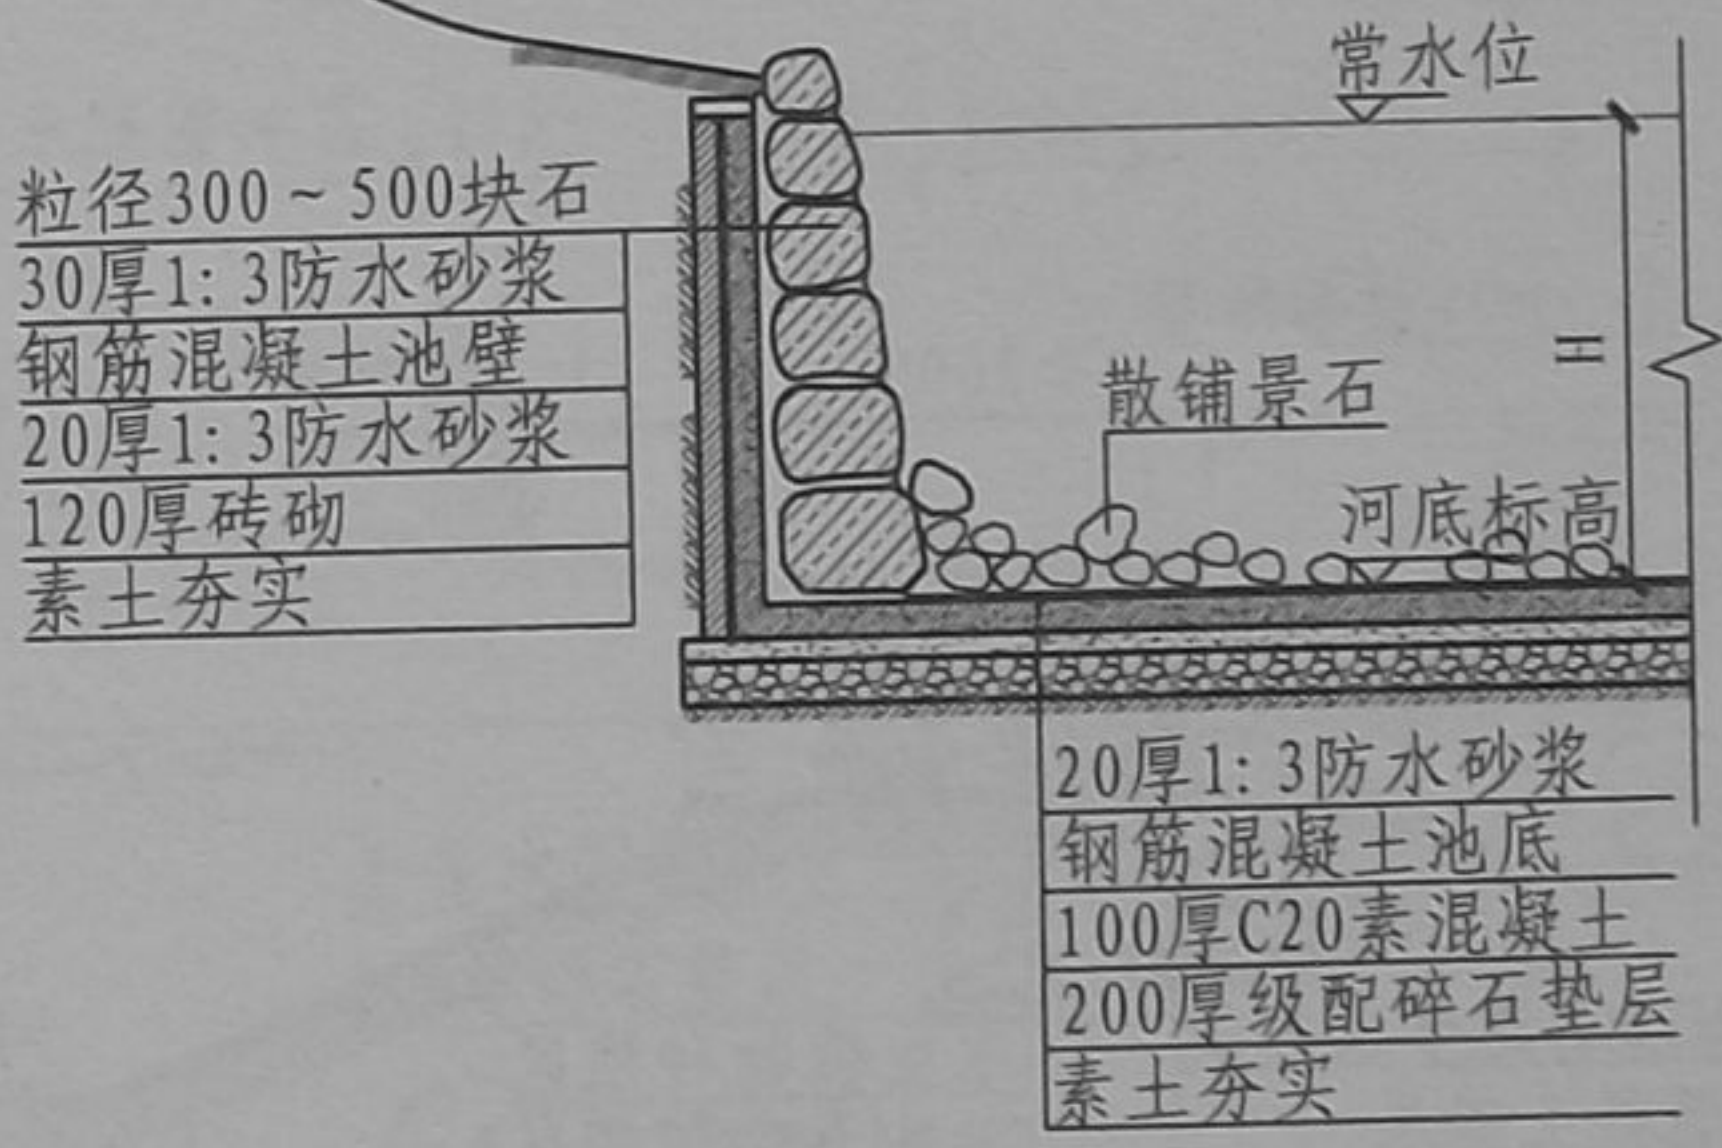 常水位
粒径300～500块石
30厚1:3防水砂浆
钢筋混凝土池壁
20厚1:3防水砂浆
120厚砖砌
素土夯实
H
散铺景石
河底标高
20厚1:3防水砂浆
钢筋混凝土池底
100厚C20素混凝土
200厚级配碎石垫层
素土夯实